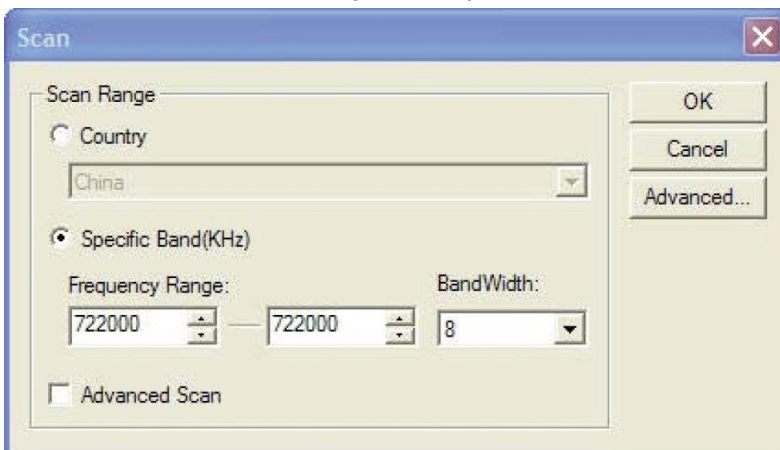 Scan
Scan Range
OK
Country
Cancel
China
Advanced...
Specific Band(KHz)
Frequency Range:
BandWidth:
722000
722000
8
Advanced Scan